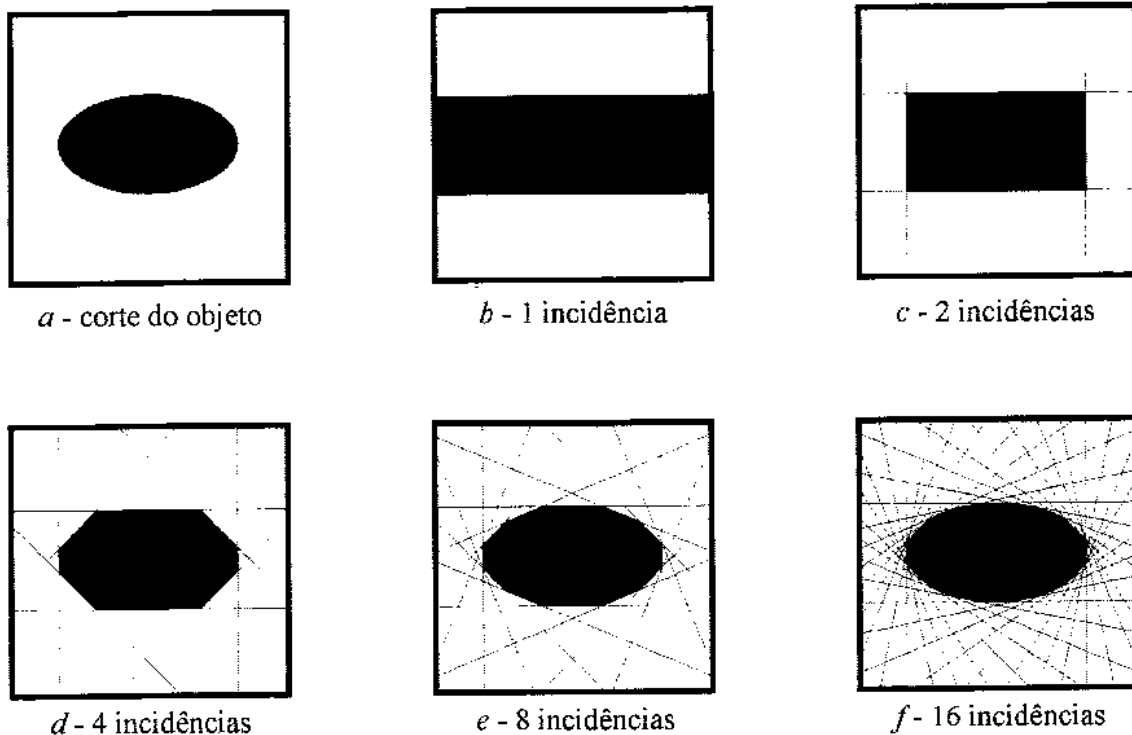 a - corte do objeto
b - 1 incidência
c - 2 incidências
d - 4 incidências
e - 8 incidências
f - 16 incidências